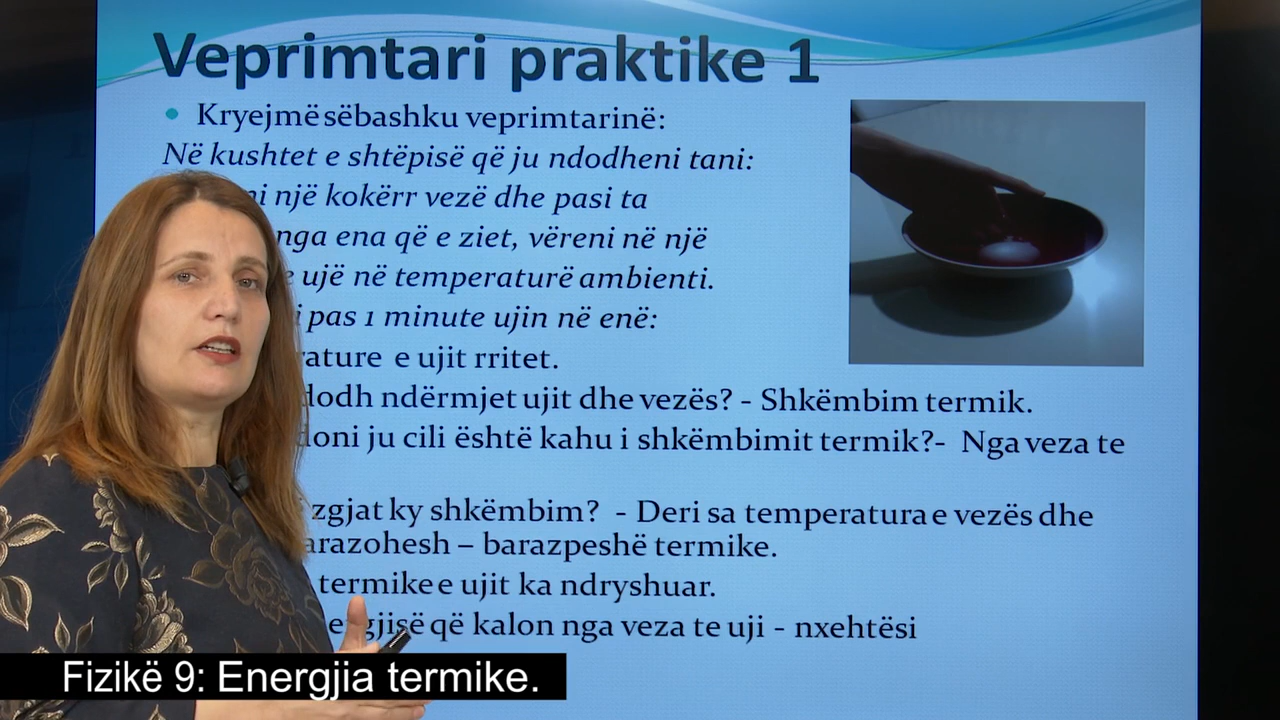 Veprimtari praktike 1
Kryejmë sëbashku veprimtarinë:
Në kushtet e shtëpisë që ju ndodheni tani:
një kokërr vezë dhe pasi ta
nga ena që e ziet, vëreni në një
ujë në temperaturë ambienti.
pas 1 minute ujin në enë:
e ujit rritet.
ndërmjet ujit dhe vezës? - Shkëmbim termik.
ju cili është kahu i shkëmbimit termik?- Nga veza te
zgjat ky shkëmbim? - Deri sa temperatura e vezës dhe
– barazpeshë termike.
termike e ujit ka ndryshuar.
që kalon nga veza te uji - nxehtësi
Fizikë 9: Energjia termike.